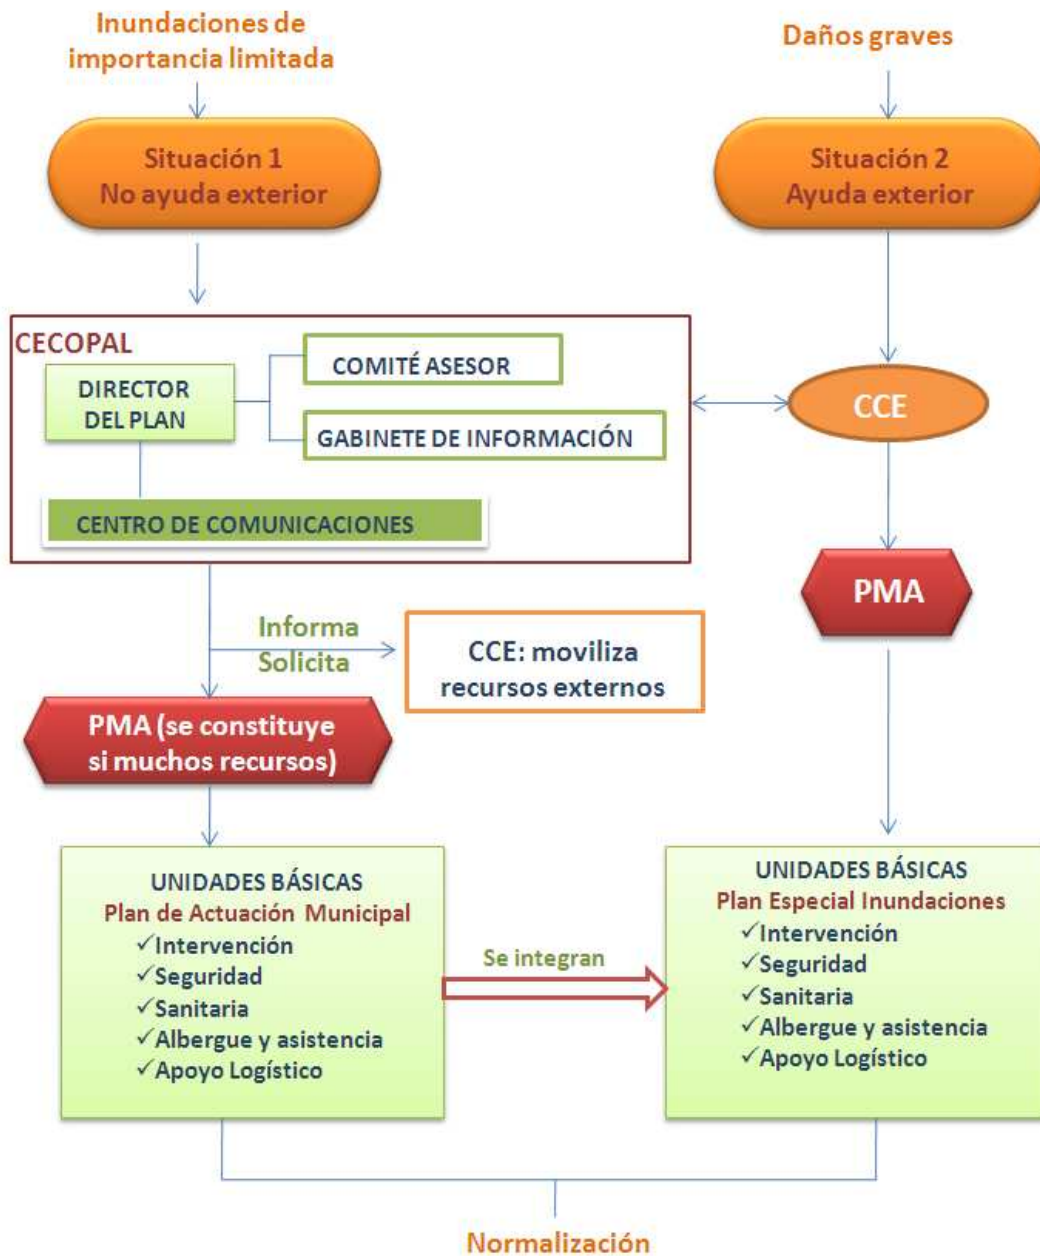 Inundaciones de
importancia limitada
Daños graves
Situación 1
No ayuda exterior
Situación 2
Ayuda exterior
CECOPAL
DIRECTOR
DEL PLAN
COMITÉ ASESOR
GABINETE DE INFORMACIÓN
CENTRO DE COMUNICACIONES
CCE
PMA
Informa
Solicita
CCE: moviliza
recursos externos
PMA (se constituye
si muchos recursos)
UNIDADES BÁSICAS
Plan de Actuación Municipal
✓Intervención
✓Seguridad
✓Sanitaria
✓Albergue y asistencia
✓Apoyo Logístico
Se integran
UNIDADES BÁSICAS
Plan Especial Inundaciones
✓Intervención
✓Seguridad
✓Sanitaria
✓Albergue y asistencia
✓Apoyo Logístico
Normalización